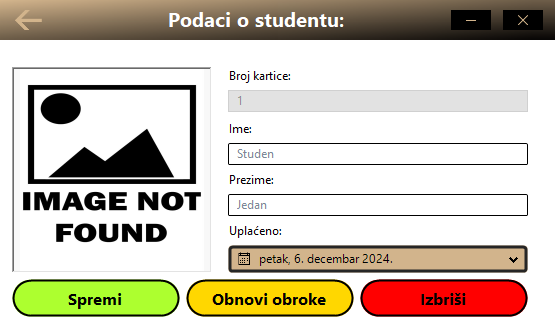 Podaci o studentu:
IMAGE NOT
FOUND
Broj kartice:
1
Ime:
Studen
Prezime:
Jedan
Uplaćeno:
petak, 6. decembar 2024.
Spremi
Obnovi obroke
Izbriši